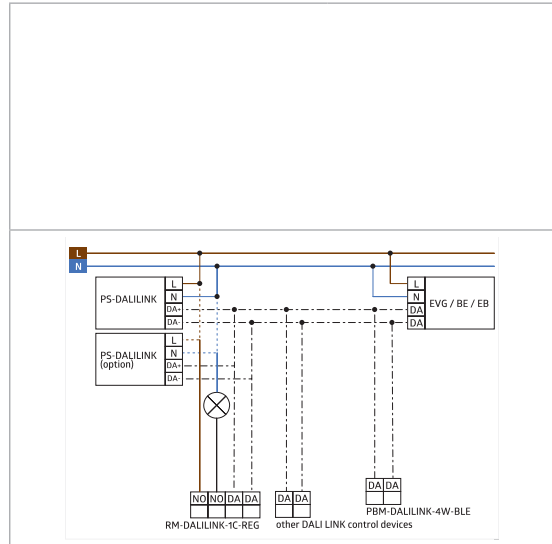 L
N
PS-DALILINK
L
N
DA+
DA-
L
N
DA
DA
EVG / BE / EB
PS-DALILINK
(option)
L
N
DA+
DA-
NO NO DA DA
RM-DALILINK-1C-REG
DA DA
other DALI LINK control devices
DA DA
PBM-DALILINK-4W-BLE